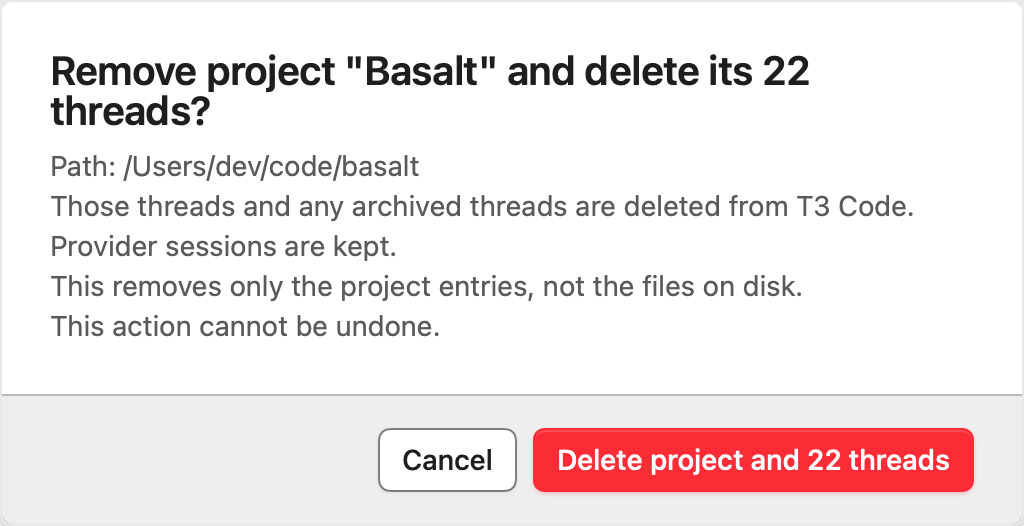 Remove project "Basalt" and delete its 22
threads?
Path: /Users/dev/code/basalt
Those threads and any archived threads are deleted from T3 Code.
Provider sessions are kept.
This removes only the project entries, not the files on disk.
This action cannot be undone.
Cancel
Delete project and 22 threads